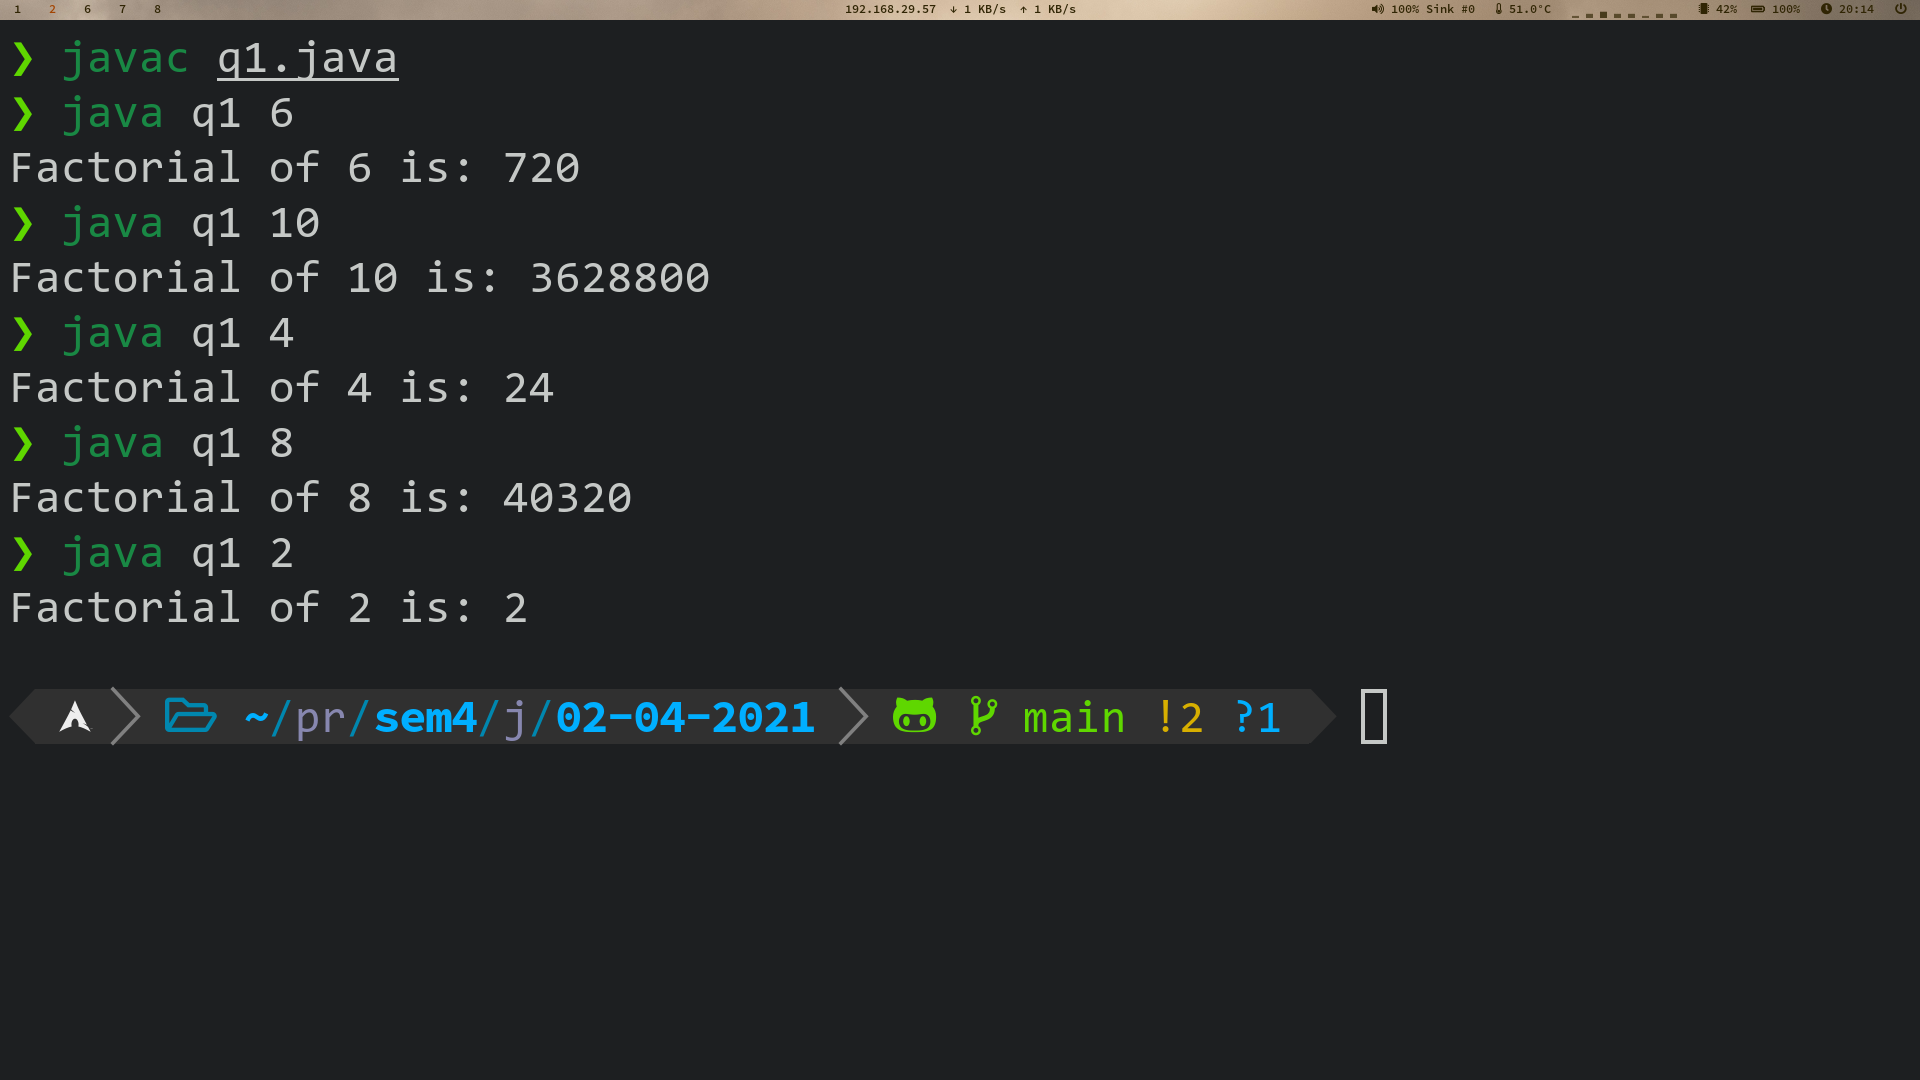 1 2 6 7 8 192.168.29.57 ↓ 1 KB/s ↑ 1 KB/s 100% Sink #0 51.0°C 42% 100% 20:14
❯ javac q1.java
❯ java q1 6
Factorial of 6 is: 720
❯ java q1 10
Factorial of 10 is: 3628800
❯ java q1 4
Factorial of 4 is: 24
❯ java q1 8
Factorial of 8 is: 40320
❯ java q1 2
Factorial of 2 is: 2
~/pr/sem4/j/02-04-2021 main !2 ?1